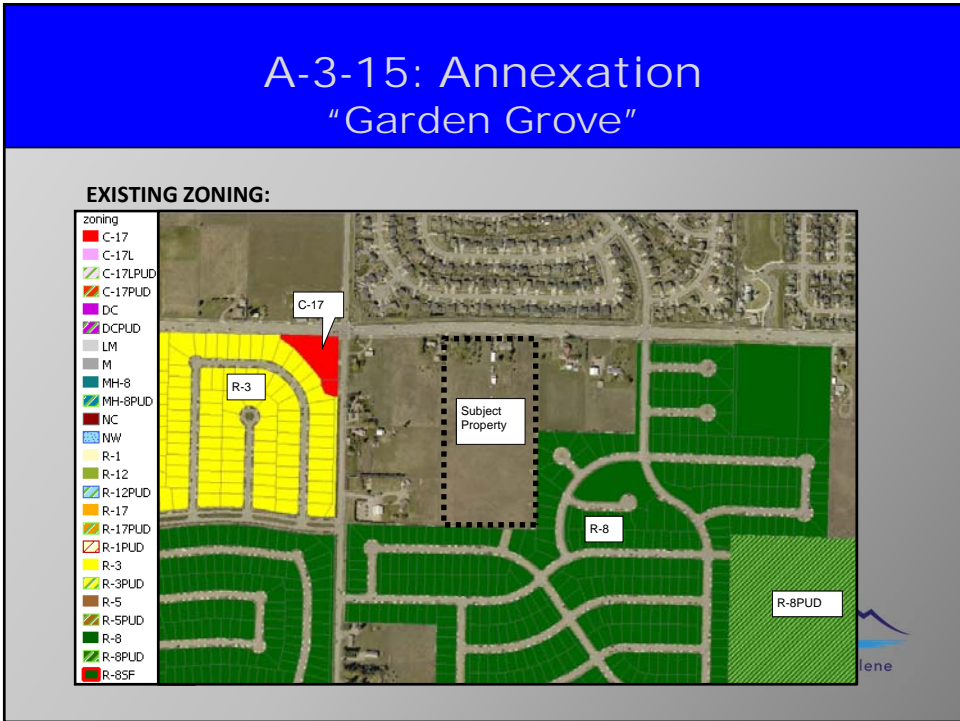 A-3-15: Annexation
"Garden Grove"
EXISTING ZONING:
zoning
C-17
C-17L
C-17LPUD
C-17PUD
DC
DCPUD
LM
M
MH-8
MH-8PUD
NC
NW
R-1
R-12
R-12PUD
R-17
R-17PUD
R-1PUD
R-3
R-3PUD
R-5
R-5PUD
R-8
R-8PUD
R-8SF
C-17
R-3
Subject
Property
R-8
R-8PUD
lene